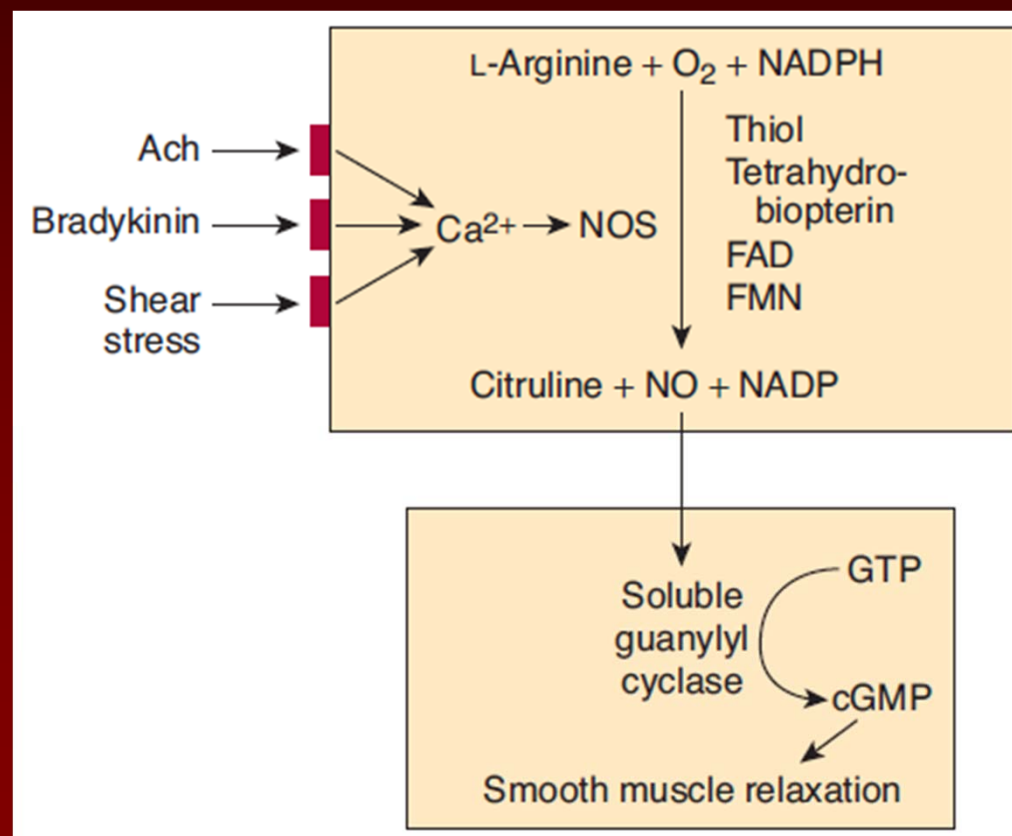 L-Arginine + O₂ + NADPH
Ach
Bradykinin
Shear
stress
Ca²⁺
NOS
Thiol
Tetrahydro-
biopterin
FAD
FMN
Citruline + NO + NADP
Soluble
guanylyl
cyclase
GTP
cGMP
Smooth muscle relaxation